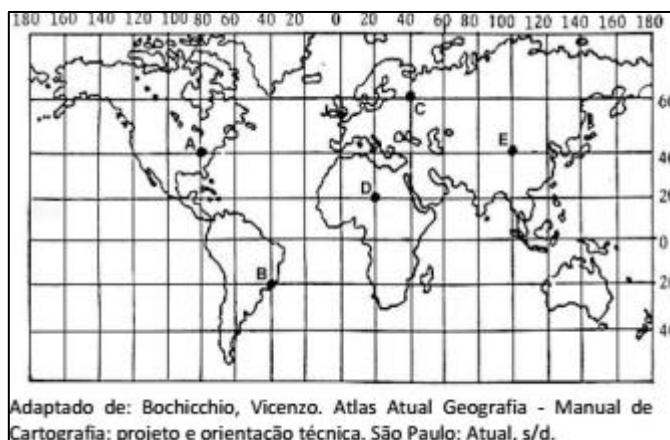 180 160 140 120 100 80 60 40 20 0 20 40 60 80 100 120 140 160 180
60
C
A
E
40
D
20
0
B
20
40
Adaptado de: Bochicchio, Vicenzo. Atlas Atual Geografia - Manual de
Cartografia: projeto e orientação técnica. São Paulo: Atual, s/d.